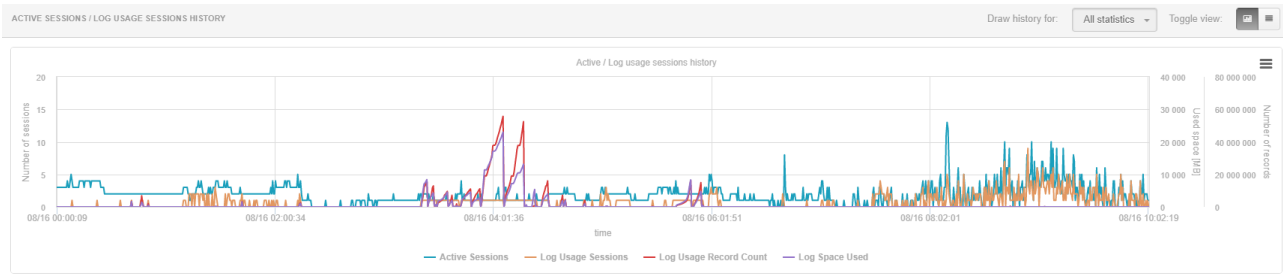 ACTIVE SESSIONS / LOG USAGE SESSIONS HISTORY Draw history for: All statistics Toggle view:
Active / Log usage sessions history
20 40 000 80 000 000
15 30 000 60 000 000
10 20 000 40 000 000
5 10 000 20 000 000
0 0 0
Number of sessions
Used space [MB]
Number of records
08/16 00:00:09 08/16 02:00:34 08/16 04:01:36 08/16 06:01:51 08/16 08:02:01 08/16 10:02:19
time
Active Sessions Log Usage Sessions Log Usage Record Count Log Space Used